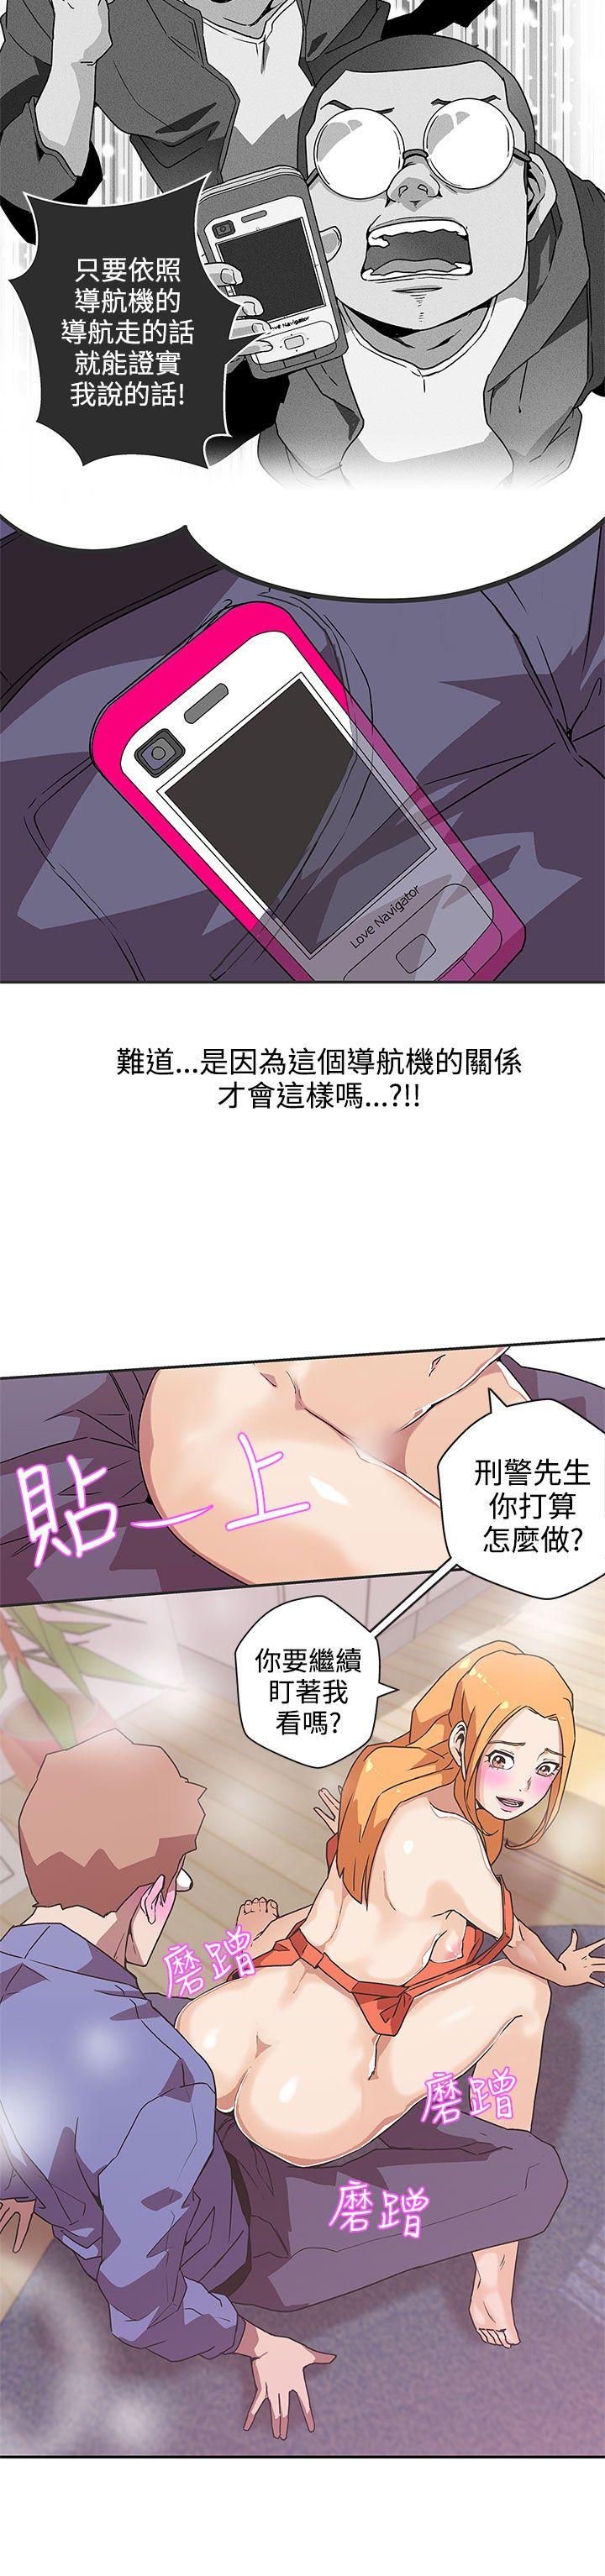 只要依照
導航機的
導航走的話
就能證實
我說的話!
Love Navigator
Love Navigator
難道...是因為這個導航機的關係
才會這樣嗎...?!!
貼—上
刑警先生
你打算
怎麼做?
你要繼續
盯著我
看嗎?
磨蹭
磨蹭
磨蹭